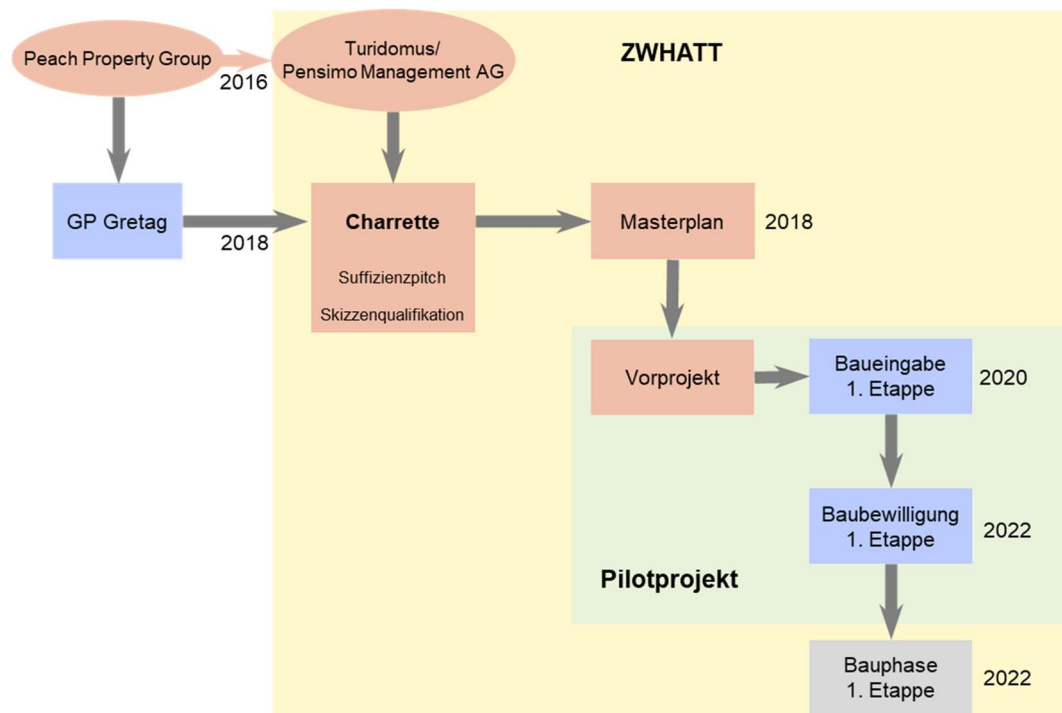 Peach Property Group
2016
Turidomus/
Pensimo Management AG
ZWHATT
GP Gretag
2018
Charrette
Suffizienzpitch
Skizzenqualifikation
Masterplan
2018
Vorprojekt
Baueingabe
1. Etappe
2020
Baubewilligung
1. Etappe
2022
Pilotprojekt
Bauphase
1. Etappe
2022